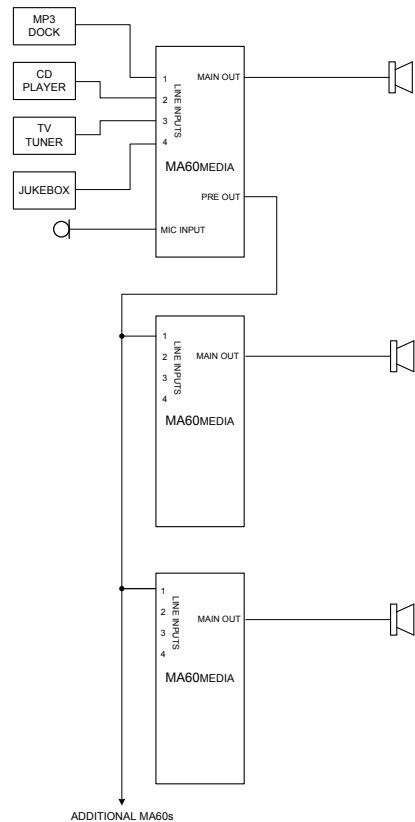 MP3
DOCK
CD
PLAYER
TV
TUNER
JUKEBOX
1
2
3
4
LINE INPUTS
MAIN OUT
MA60MEDIA
PRE OUT
MIC INPUT
1
2
3
4
LINE INPUTS
MAIN OUT
MA60MEDIA
1
2
3
4
LINE INPUTS
MAIN OUT
MA60MEDIA
ADDITIONAL MA60s